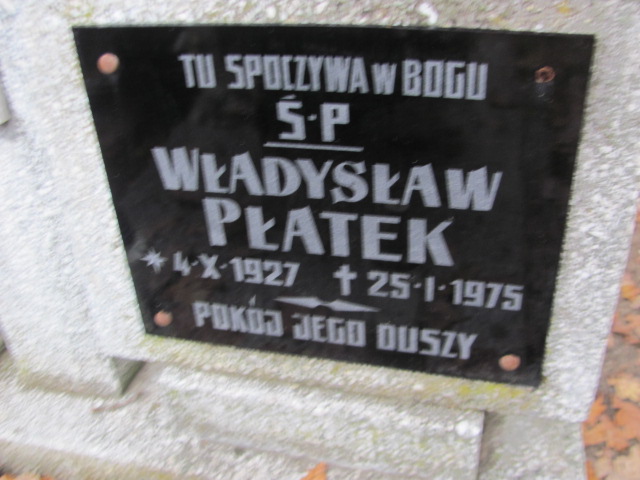 TU SPOCZYWA W BOGU
Ś·P
WŁADYSŁAW
PŁATEK
* 4·X·1927 † 25·I·1975
POKÓJ JEGO DUSZY